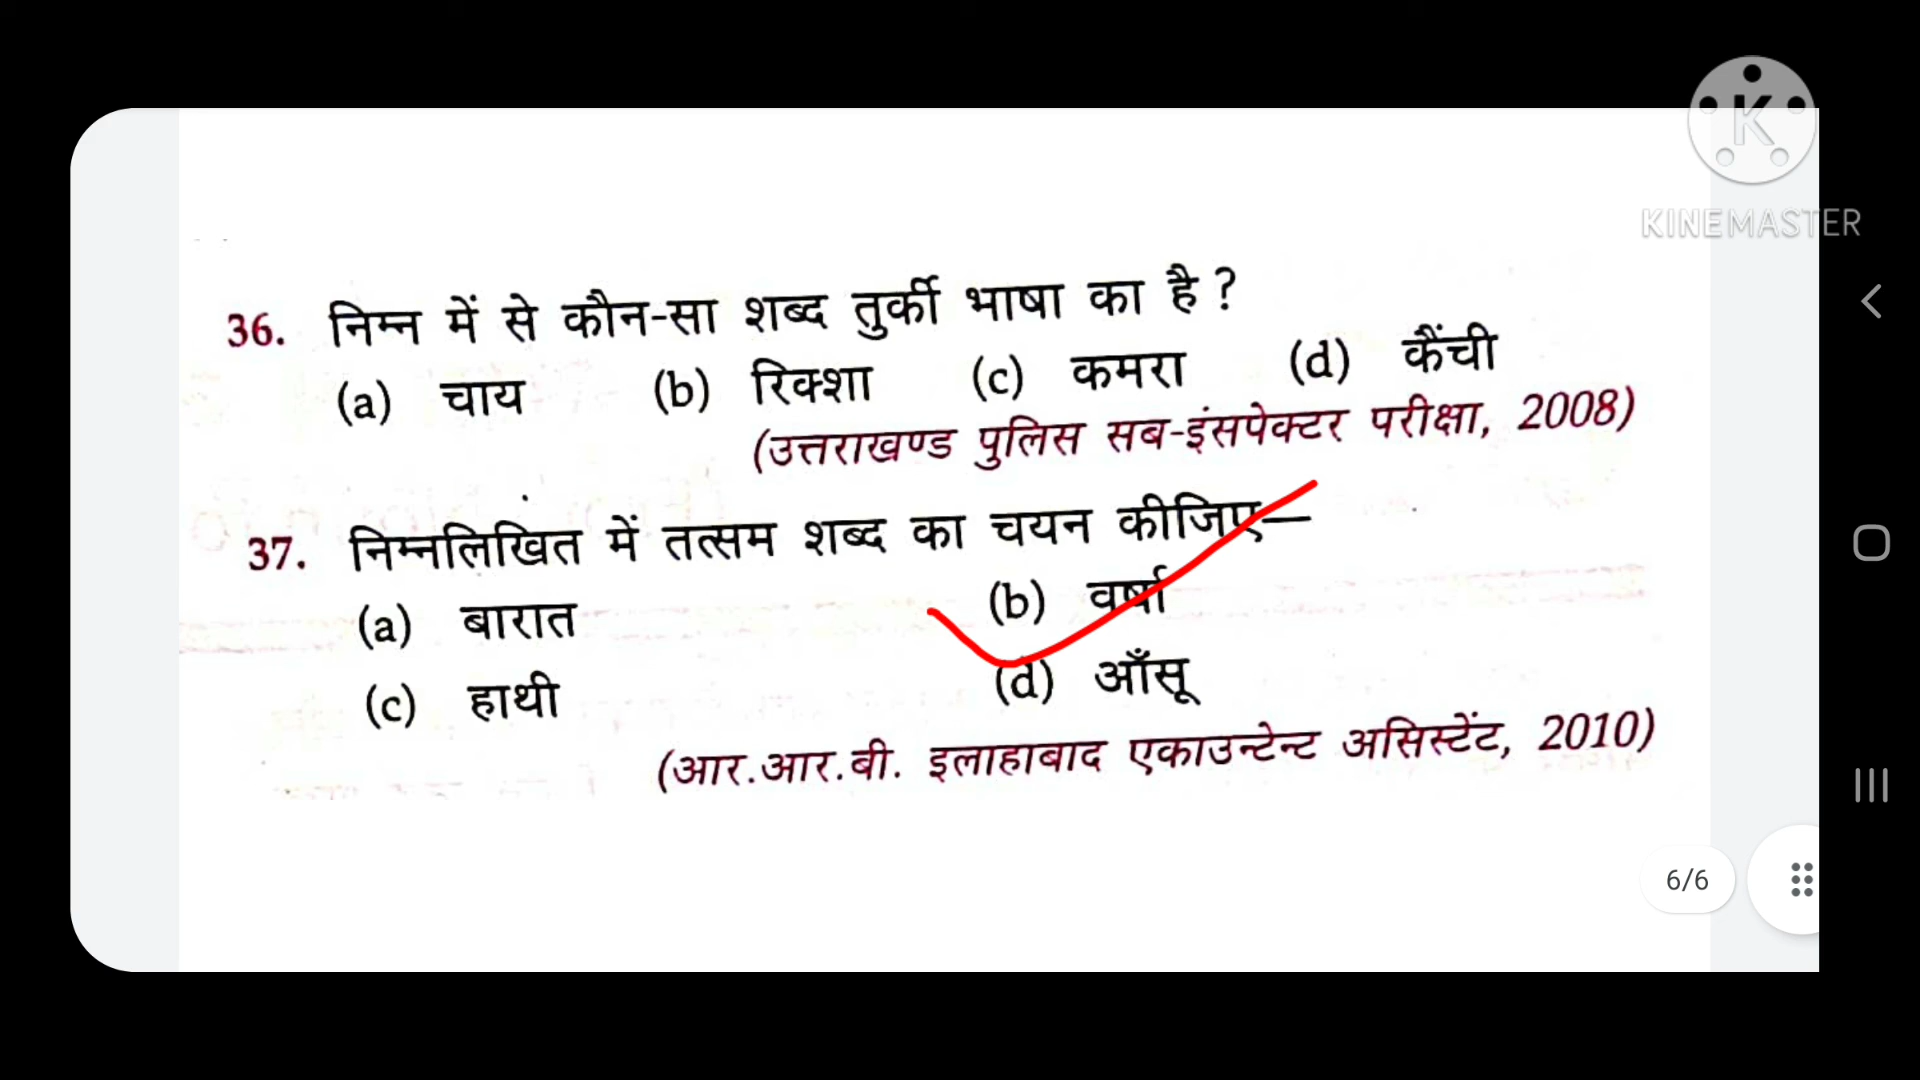 K
KINEMASTER
36. निम्न में से कौन-सा शब्द तुर्की भाषा का है ?
(a) चाय (b) रिक्शा (c) कमरा (d) कैंची
(उत्तराखण्ड पुलिस सब-इंसपेक्टर परीक्षा, 2008)
37. निम्नलिखित में तत्सम शब्द का चयन कीजिए—
(a) बारात (b) वर्षा
(c) हाथी (d) आँसू
(आर.आर.बी. इलाहाबाद एकाउन्टेन्ट असिस्टेंट, 2010)
6/6